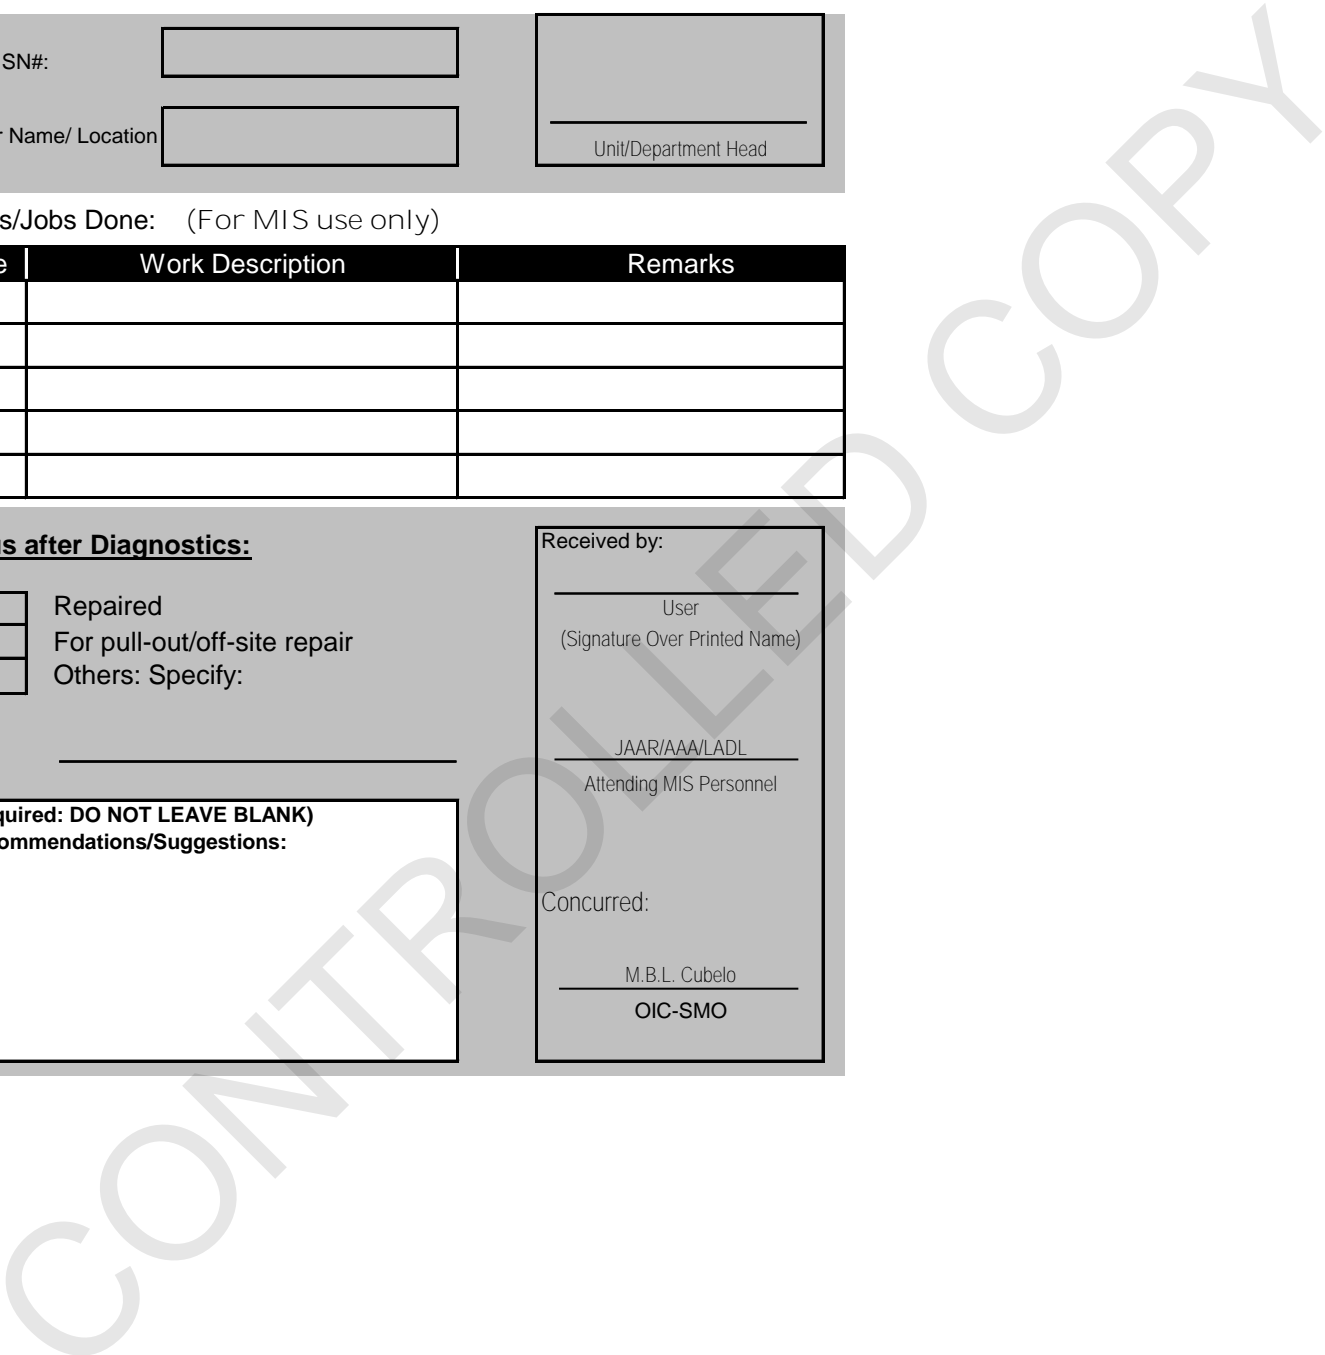 SN#:
r Name/ Location
Unit/Department Head
s/Jobs Done: (For MIS use only)
e Work Description Remarks
us after Diagnostics:
Repaired
For pull-out/off-site repair
Others: Specify:
quired: DO NOT LEAVE BLANK)
ommendations/Suggestions:
Received by:
User
(Signature Over Printed Name)
JAAR/AAA/LADL
Attending MIS Personnel
Concurred:
M.B.L. Cubelo
OIC-SMO
CONTROLLED COPY